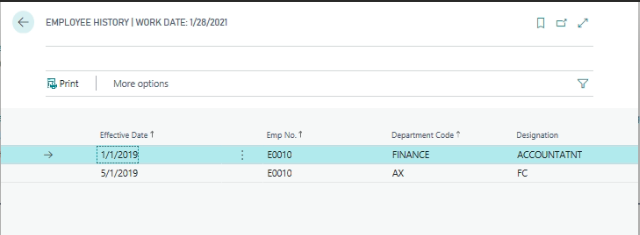 EMPLOYEE HISTORY | WORK DATE: 1/28/2021
Print More options
Effective Date ↑ Emp No. ↑ Department Code ↑ Designation
1/1/2019 E0010 FINANCE ACCOUNTATNT
5/1/2019 E0010 AX FC